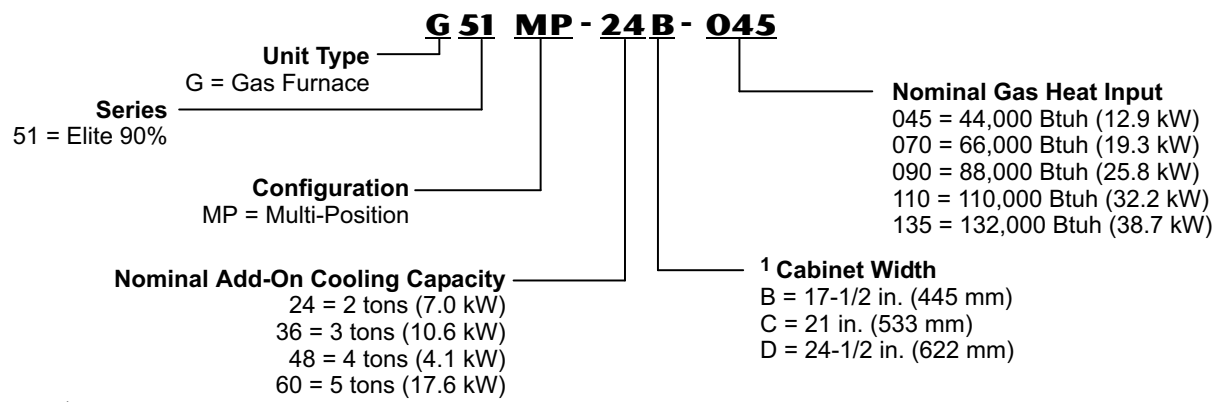 G 51 MP - 24 B - 045
Unit Type
G = Gas Furnace
Series
51 = Elite 90%
Configuration
MP = Multi-Position
Nominal Add-On Cooling Capacity
24 = 2 tons (7.0 kW)
36 = 3 tons (10.6 kW)
48 = 4 tons (4.1 kW)
60 = 5 tons (17.6 kW)
Nominal Gas Heat Input
045 = 44,000 Btuh (12.9 kW)
070 = 66,000 Btuh (19.3 kW)
090 = 88,000 Btuh (25.8 kW)
110 = 110,000 Btuh (32.2 kW)
135 = 132,000 Btuh (38.7 kW)
1 Cabinet Width
B = 17-1/2 in. (445 mm)
C = 21 in. (533 mm)
D = 24-1/2 in. (622 mm)